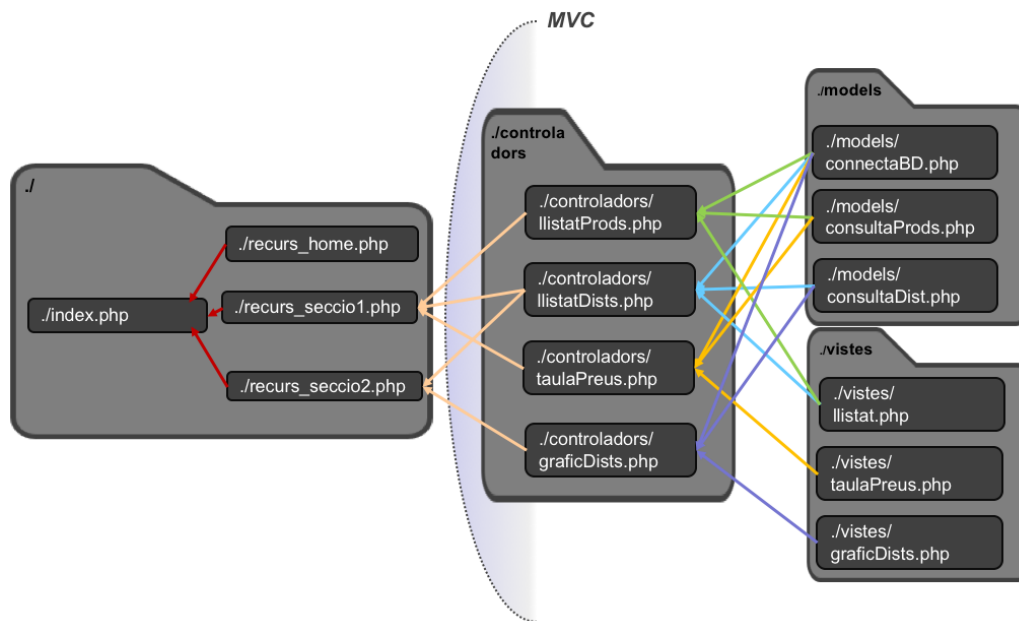 MVC
./
./recurs_home.php
./index.php
./recurs_seccio1.php
./recurs_seccio2.php
./controla
dors
./controladors/
llistatProds.php
./controladors/
llistatDists.php
./controladors/
taulaPreus.php
./controladors/
graficDists.php
./models
./models/
connectaBD.php
./models/
consultaProds.php
./models/
consultaDist.php
./vistes
./vistes/
llistat.php
./vistes/
taulaPreus.php
./vistes/
graficDists.php